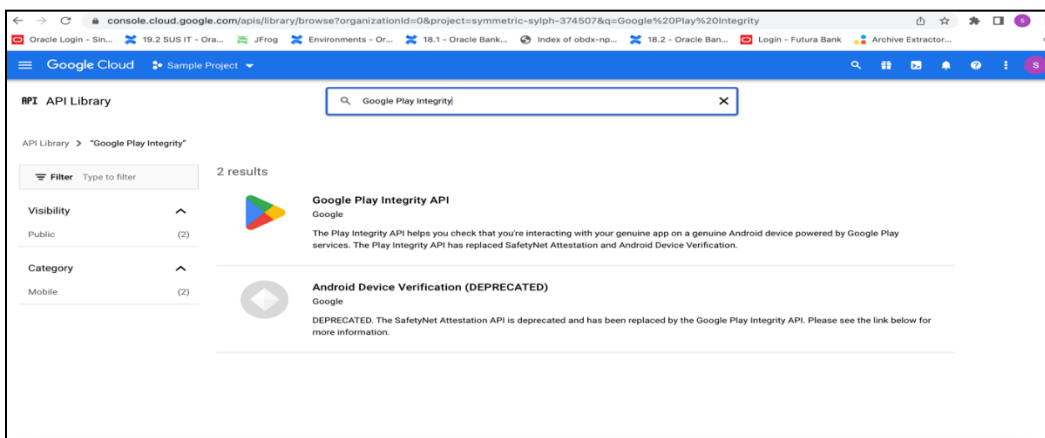 console.cloud.google.com/apis/library/browse?organizationId=0&project=symmetric-sylph-374507&q=Google%20Play%20Integrity
Oracle Login - Sin... 19.2 SUS IT - Ora... JFrog Environments - Or... 18.1 - Oracle Bank... Index of obdx-np... 18.2 - Oracle Ban... Login - Futura Bank Archive Extractor...
Google Cloud Sample Project S
API API Library Google Play Integrity
API Library > "Google Play Integrity"
Filter Type to filter
2 results
Visibility
Public (2)
Category
Mobile (2)
Google Play Integrity API
Google
The Play Integrity API helps you check that you're interacting with your genuine app on a genuine Android device powered by Google Play
services. The Play Integrity API has replaced SafetyNet Attestation and Android Device Verification.
Android Device Verification (DEPRECATED)
Google
DEPRECATED. The SafetyNet Attestation API is deprecated and has been replaced by the Google Play Integrity API. Please see the link below for
more information.